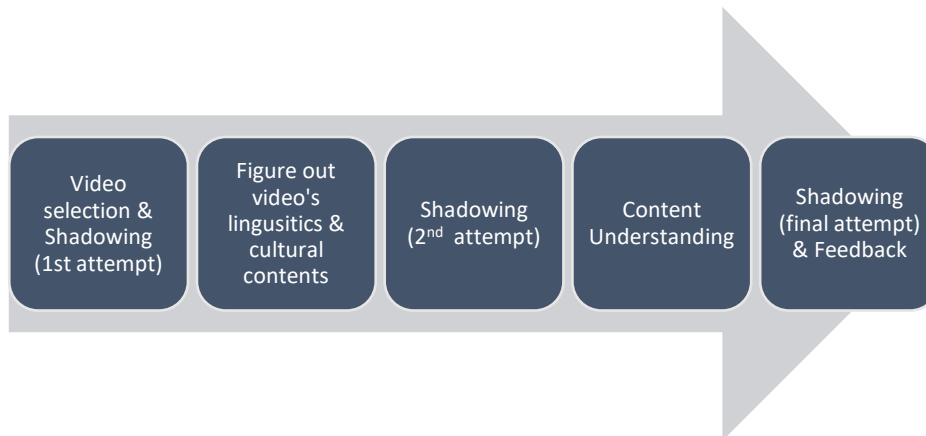 Video
selection &
Shadowing
(1st attempt)
Figure out
video's
lingusitics &
cultural
contents
Shadowing
(2nd attempt)
Content
Understanding
Shadowing
(final attempt)
& Feedback